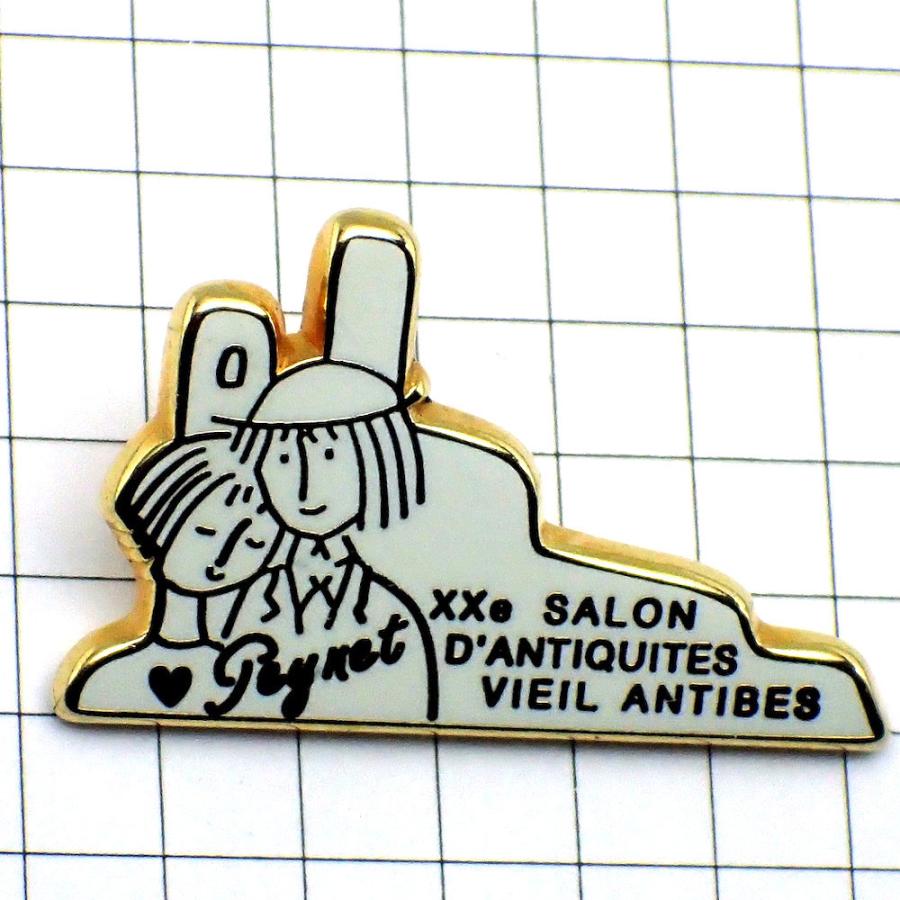 XXe SALON
D'ANTIQUITES
VIEIL ANTIBES
♥ Peynet